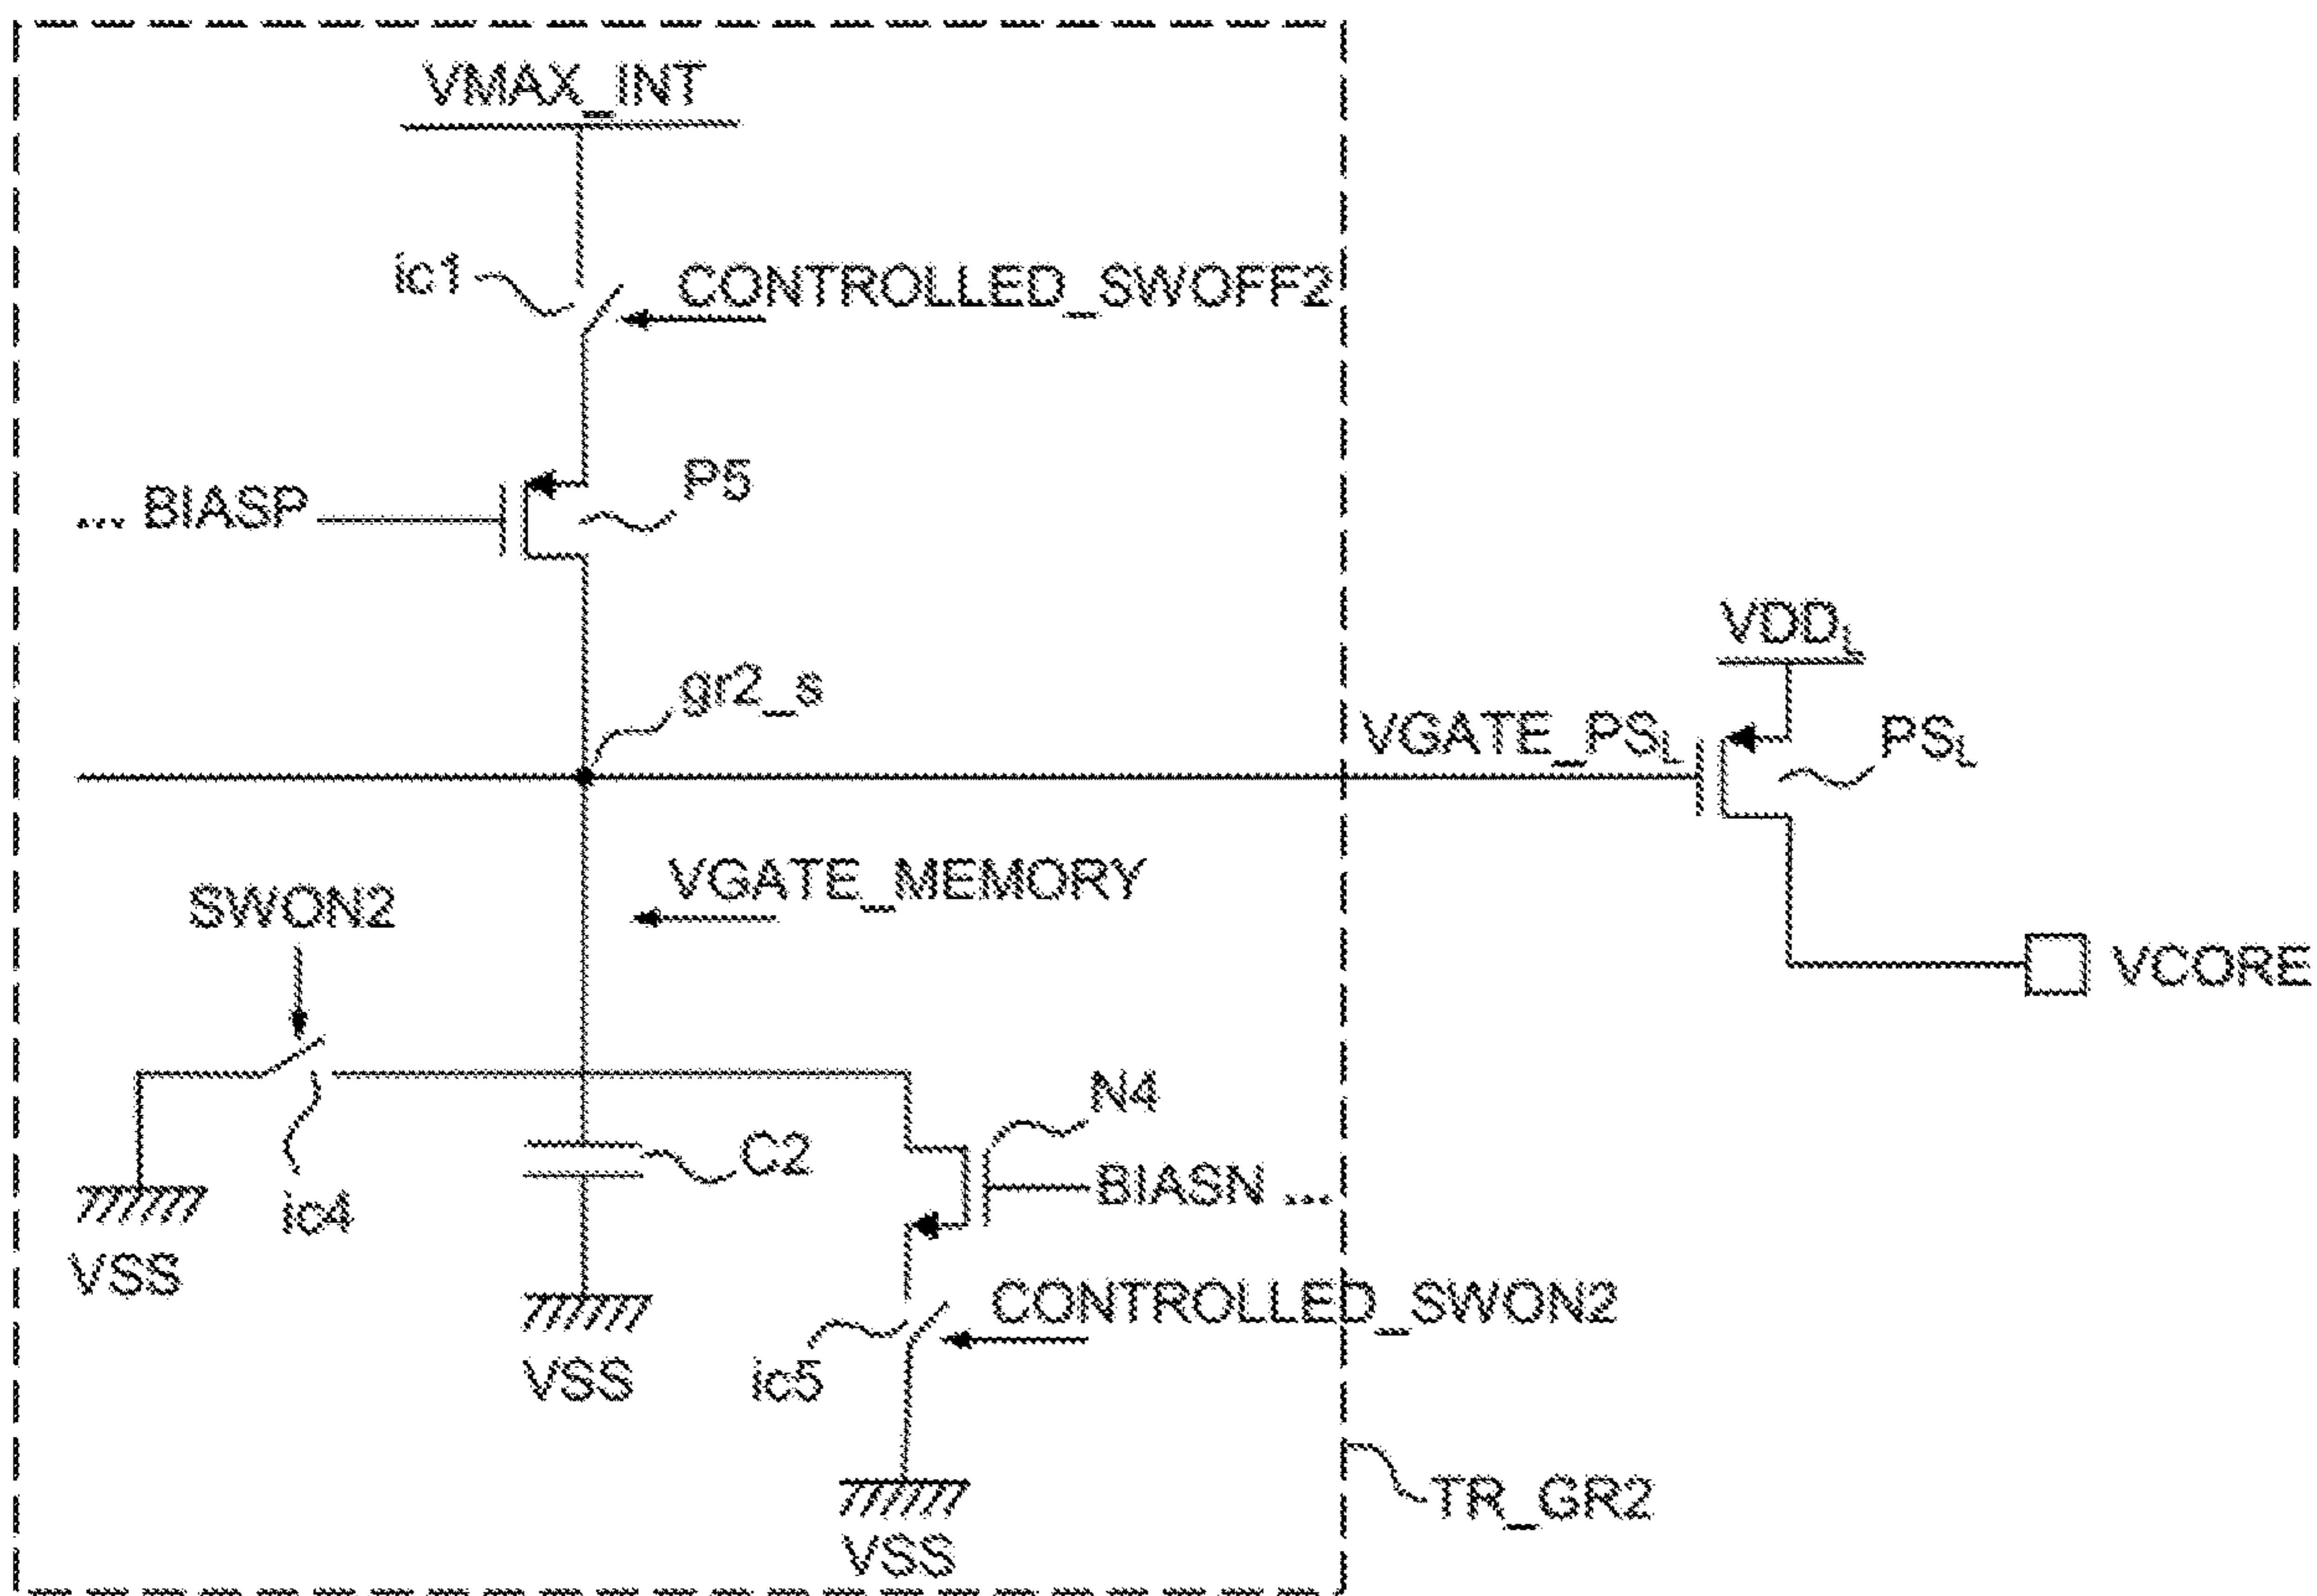 VMAX_INT
ic1
CONTROLLED_SWOFF2
... BIASP
P5
VDDL
gr2_s
VGATE_PSL
PSL
VGATE_MEMORY
SWON2
VCORE
N4
C2
BIASN ...
ic4
VSS
CONTROLLED_SWON2
VSS
ic5
TR_GR2
VSS